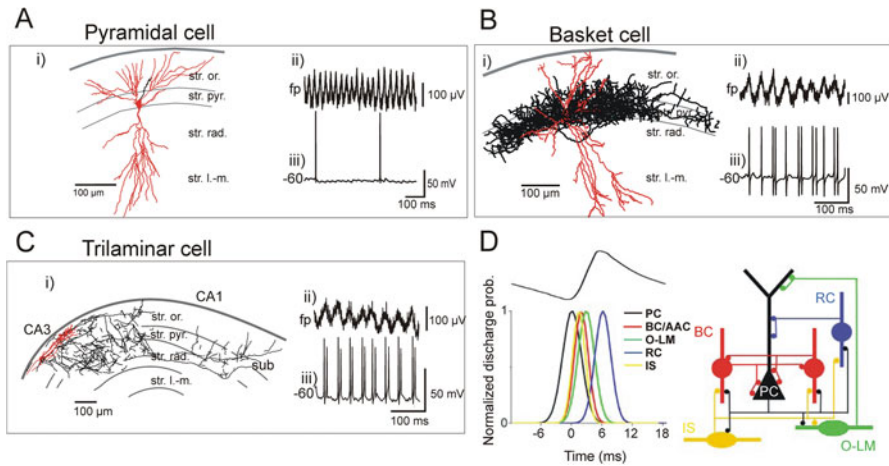 A
Pyramidal cell
i)
str. or.
str. pyr.
str. rad.
str. l.-m.
100 µm
ii)
fp
100 µV
iii)
-60
50 mV
100 ms
B
Basket cell
i)
str. or.
str. pyr.
str. rad.
str. l.-m.
100 µm
ii)
fp
100 µV
iii)
-60
50 mV
100 ms
C
Trilaminar cell
i)
CA1
CA3
str. or.
str. pyr.
str. rad.
str. l.-m.
sub
100 µm
ii)
fp
100 µV
iii)
-60
50 mV
100 ms
D
Normalized discharge prob.
1
0
PC
BC/AAC
O-LM
RC
IS
-6 0 6 12 18
Time (ms)
RC
BC
PC
IS
O-LM